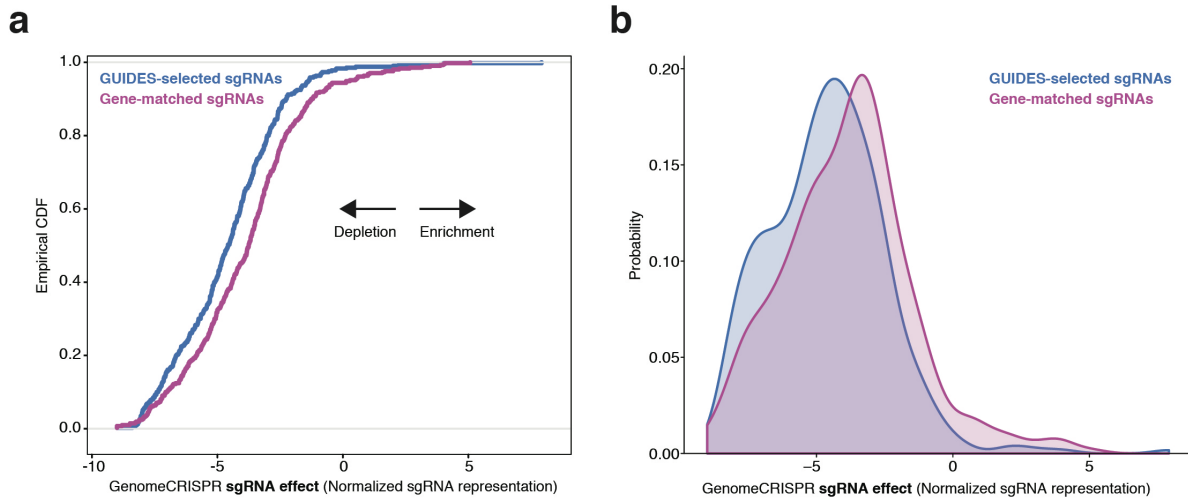 a
1.0
0.8
0.6
0.4
0.2
0.0
Empirical CDF
GUIDES-selected sgRNAs
Gene-matched sgRNAs
Depletion
Enrichment
-10
-5
0
5
GenomeCRISPR sgRNA effect (Normalized sgRNA representation)
b
0.20
0.15
0.10
0.05
0.00
Probability
GUIDES-selected sgRNAs
Gene-matched sgRNAs
−5
0
5
GenomeCRISPR sgRNA effect (Normalized sgRNA representation)